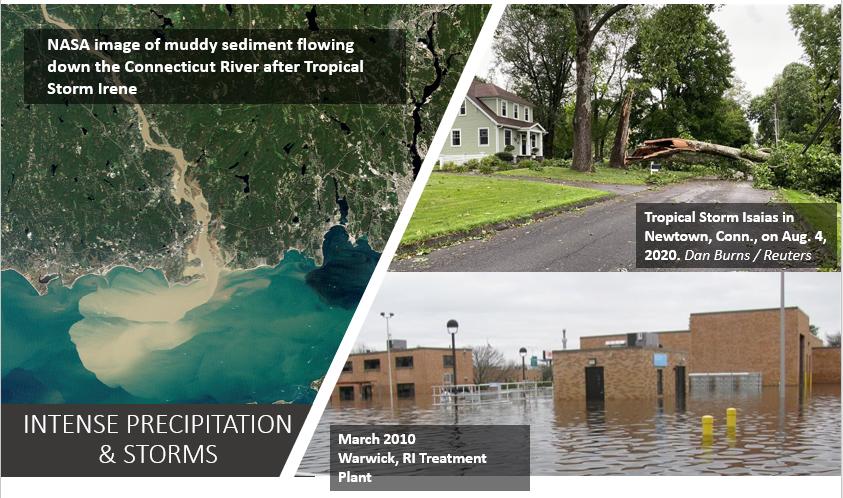 NASA image of muddy sediment flowing
down the Connecticut River after Tropical
Storm Irene
Tropical Storm Isaias in
Newtown, Conn., on Aug. 4,
2020. Dan Burns / Reuters
INTENSE PRECIPITATION
& STORMS
March 2010
Warwick, RI Treatment
Plant